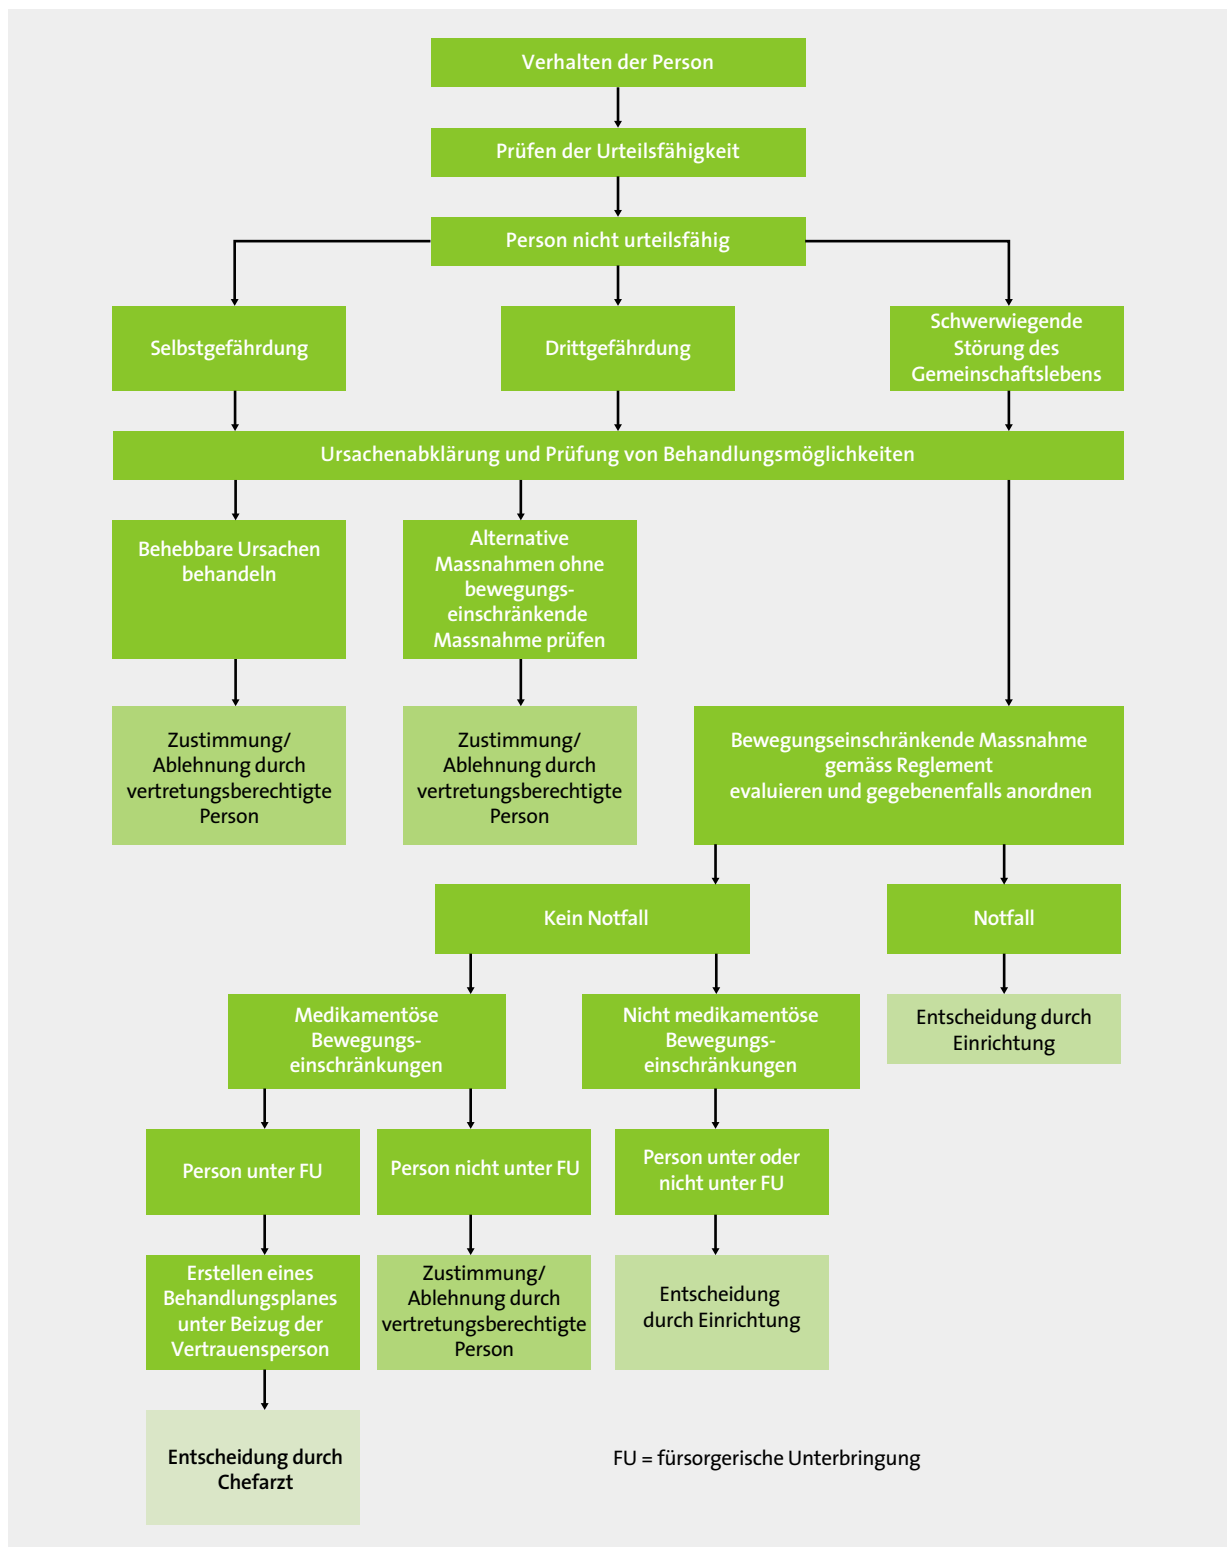 Verhalten der Person
Prüfen der Urteilsfähigkeit
Person nicht urteilsfähig
Selbstgefährdung
Drittgefährdung
Schwerwiegende
Störung des
Gemeinschaftslebens
Ursachenabklärung und Prüfung von Behandlungsmöglichkeiten
Behebbare Ursachen
behandeln
Alternative
Massnahmen ohne
bewegungs-
einschränkende
Massnahme prüfen
Zustimmung/
Ablehnung durch
vertretungsberechtigte
Person
Zustimmung/
Ablehnung durch
vertretungsberechtigte
Person
Bewegungseinschränkende Massnahme
gemäss Reglement
evaluieren und gegebenenfalls anordnen
Kein Notfall
Notfall
Medikamentöse
Bewegungs-
einschränkungen
Nicht medikamentöse
Bewegungs-
einschränkungen
Entscheidung durch
Einrichtung
Person unter FU
Person nicht unter FU
Person unter oder
nicht unter FU
Erstellen eines
Behandlungsplanes
unter Beizug der
Vertrauensperson
Zustimmung/
Ablehnung durch
vertretungsberechtigte
Person
Entscheidung
durch Einrichtung
Entscheidung durch
Chefarzt
FU = fürsorgerische Unterbringung